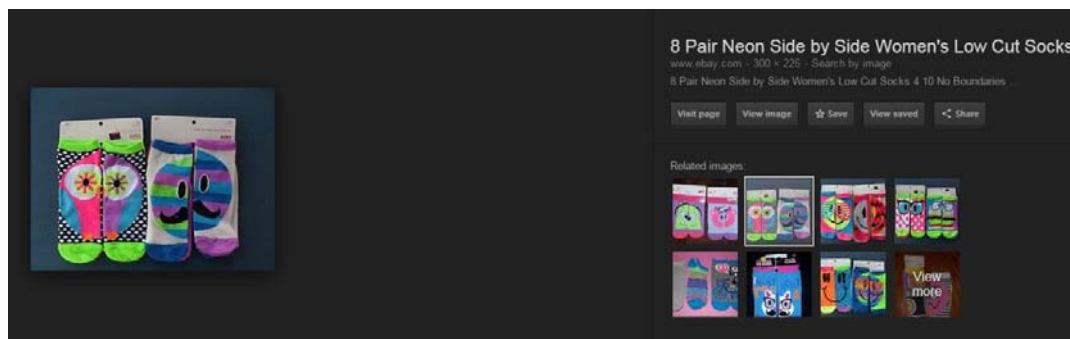 8 Pair Neon Side by Side Women's Low Cut Socks
www.ebay.com - 300 × 225 - Search by image
8 Pair Neon Side by Side Women's Low Cut Socks 4 10 No Boundaries ...
Visit page
View image
Save
View saved
Share
Related images:
View
more